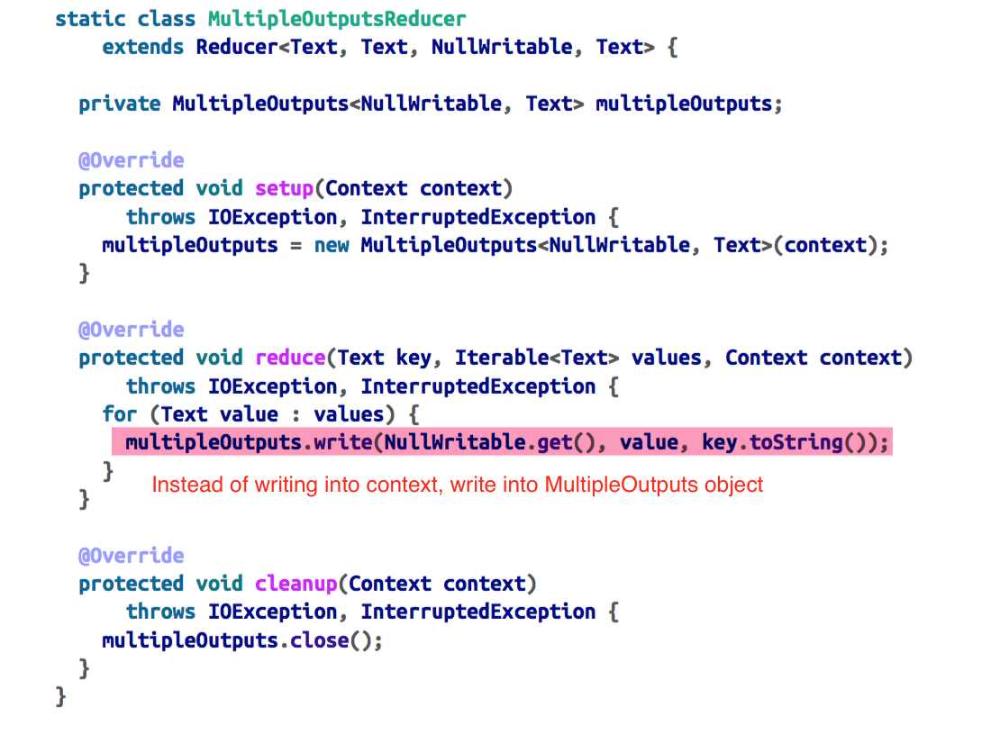 static class MultipleOutputsReducer
extends Reducer<Text, Text, NullWritable, Text> {
private MultipleOutputs<NullWritable, Text> multipleOutputs;
@Override
protected void setup(Context context)
throws IOException, InterruptedException {
multipleOutputs = new MultipleOutputs<NullWritable, Text>(context);
}
@Override
protected void reduce(Text key, Iterable<Text> values, Context context)
throws IOException, InterruptedException {
for (Text value : values) {
multipleOutputs.write(NullWritable.get(), value, key.toString());
}
Instead of writing into context, write into MultipleOutputs object
}
@Override
protected void cleanup(Context context)
throws IOException, InterruptedException {
multipleOutputs.close();
}
}